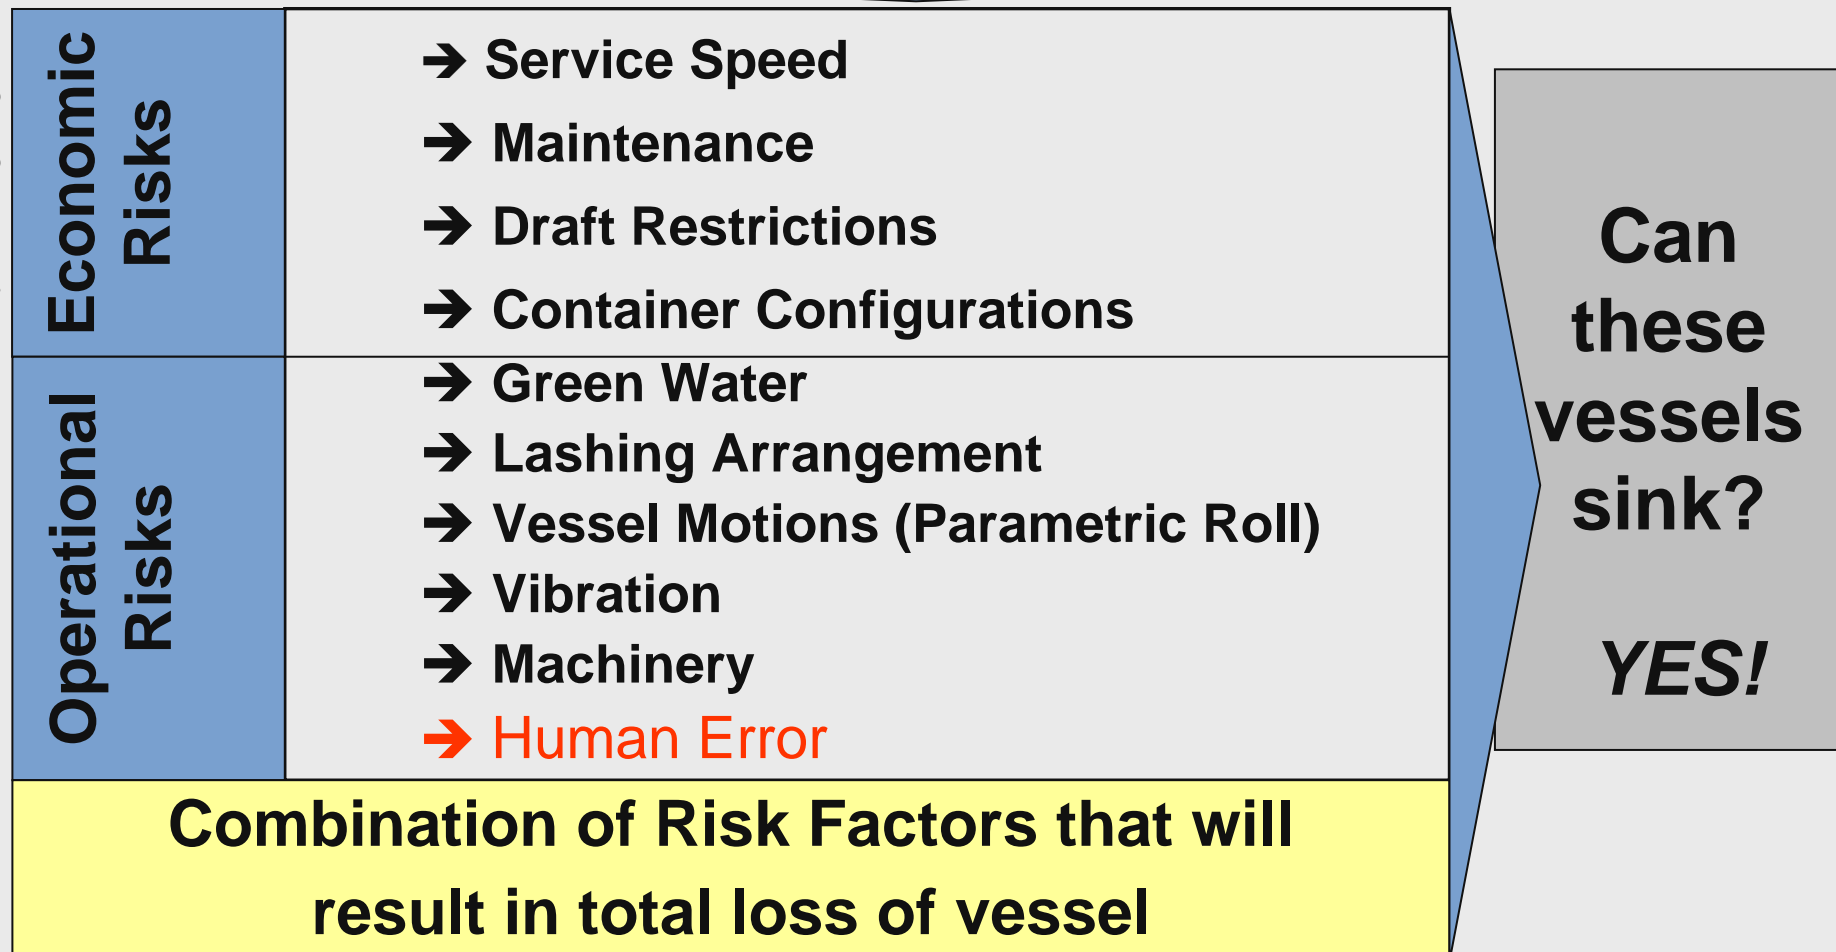 Economic
Risks
➔ Service Speed
➔ Maintenance
➔ Draft Restrictions
➔ Container Configurations
Operational
Risks
➔ Green Water
➔ Lashing Arrangement
➔ Vessel Motions (Parametric Roll)
➔ Vibration
➔ Machinery
➔ Human Error
Combination of Risk Factors that will
result in total loss of vessel
Can
these
vessels
sink?
YES!